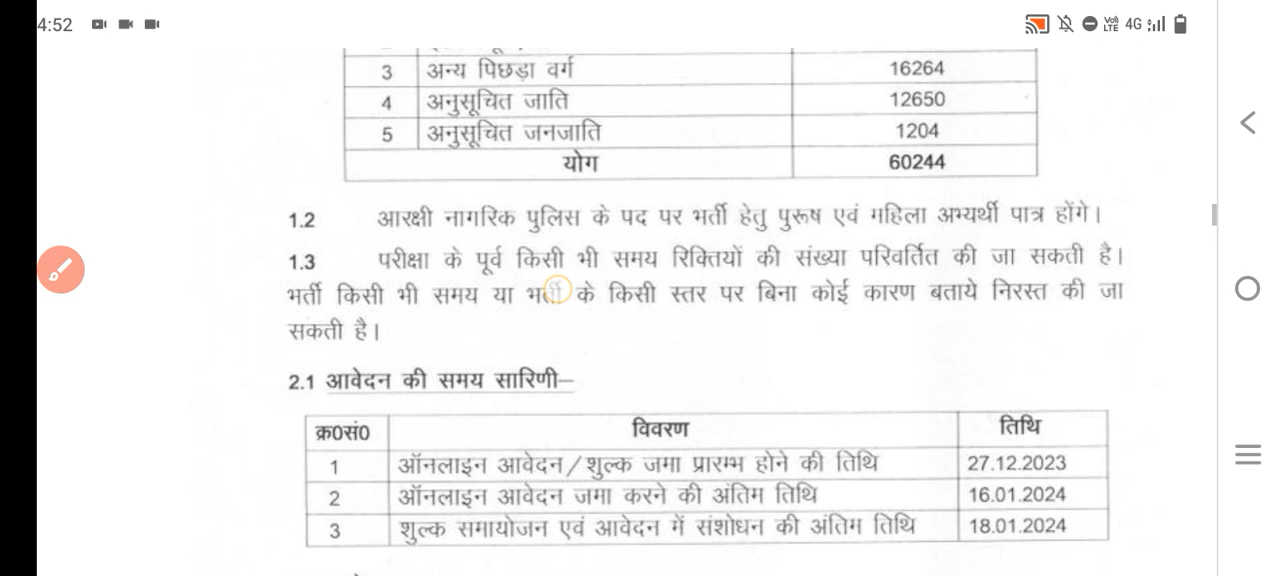 4:52 VoD LTE 4G
3 अन्य पिछड़ा वर्ग 16264
4 अनुसूचित जाति 12650
5 अनुसूचित जनजाति 1204
योग 60244
1.2 आरक्षी नागरिक पुलिस के पद पर भर्ती हेतु पुरूष एवं महिला अभ्यर्थी पात्र होंगे।
1.3 परीक्षा के पूर्व किसी भी समय रिक्तियों की संख्या परिवर्तित की जा सकती है।
भर्ती किसी भी समय या भर्ती के किसी स्तर पर बिना कोई कारण बताये निरस्त की जा
सकती है।
2.1 आवेदन की समय सारिणी–
क्र0सं0 विवरण तिथि
1 ऑनलाइन आवेदन/शुल्क जमा प्रारम्भ होने की तिथि 27.12.2023
2 ऑनलाइन आवेदन जमा करने की अंतिम तिथि 16.01.2024
3 शुल्क समायोजन एवं आवेदन में संशोधन की अंतिम तिथि 18.01.2024